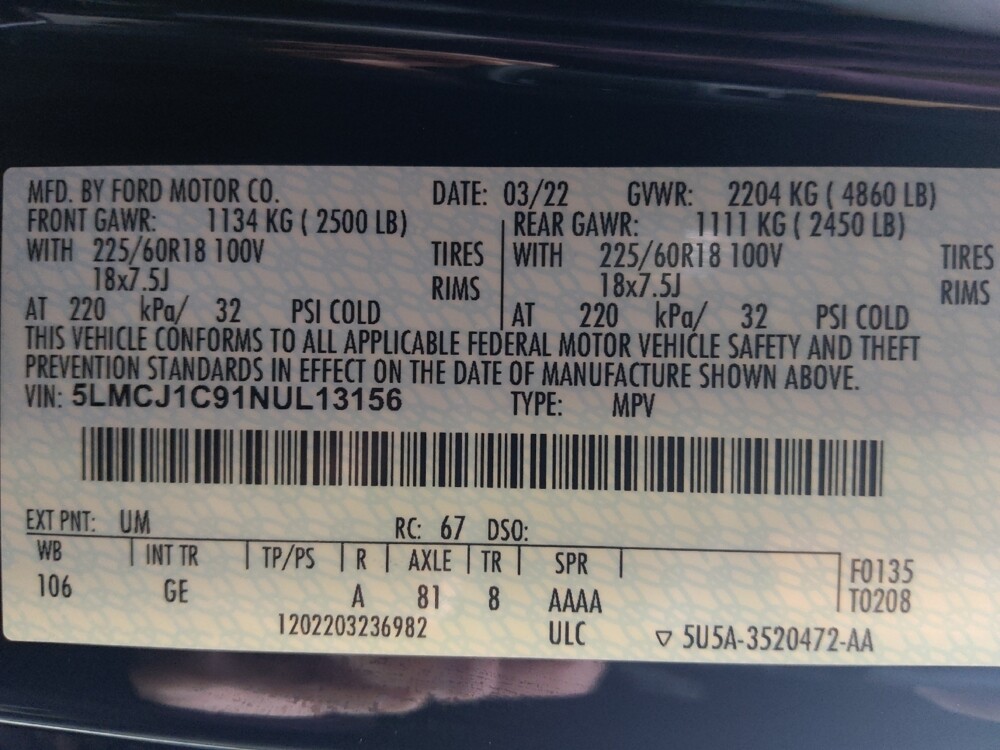 MFD. BY FORD MOTOR CO. DATE: 03/22 GVWR: 2204 KG ( 4860 LB)
FRONT GAWR: 1134 KG ( 2500 LB) REAR GAWR: 1111 KG ( 2450 LB)
WITH 225/60R18 100V TIRES WITH 225/60R18 100V TIRES
18x7.5J RIMS 18x7.5J RIMS
AT 220 kPa/ 32 PSI COLD AT 220 kPa/ 32 PSI COLD
THIS VEHICLE CONFORMS TO ALL APPLICABLE FEDERAL MOTOR VEHICLE SAFETY AND THEFT
PREVENTION STANDARDS IN EFFECT ON THE DATE OF MANUFACTURE SHOWN ABOVE.
VIN: 5LMCJ1C91NUL13156 TYPE: MPV
EXT PNT: UM RC: 67 DSO:
WB INT TR TP/PS R AXLE TR SPR F0135
106 GE A 81 8 AAAA T0208
1202203236982 ULC ▽ 5U5A-3520472-AA